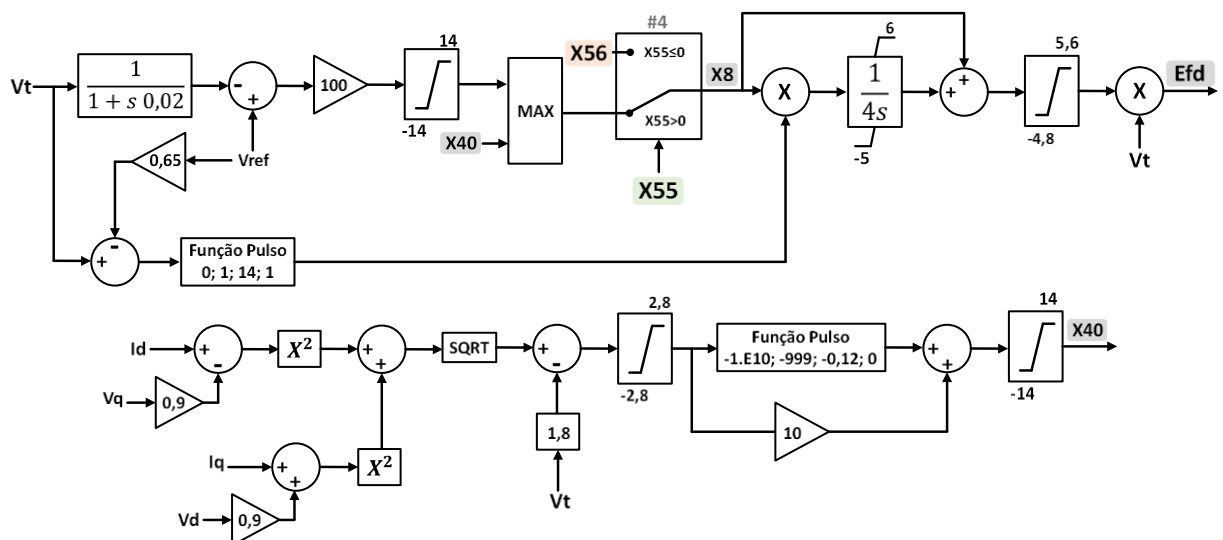 #4
14
6
5,6
X56
X55≤0
X8
Efd
Vt
1
1 + s 0,02
-
+
100
MAX
X55>0
X
1
4s
+
+
X
-14
X40
-5
-4,8
0,65
Vref
X55
Vt
-
+
Função Pulso
0; 1; 14; 1
2,8
14
Id
+
-
X²
+
+
SQRT
+
-
Função Pulso
-1.E10; -999; -0,12; 0
+
+
X40
Vq
0,9
-2,8
-14
1,8
10
Iq
+
+
X²
Vt
Vd
0,9